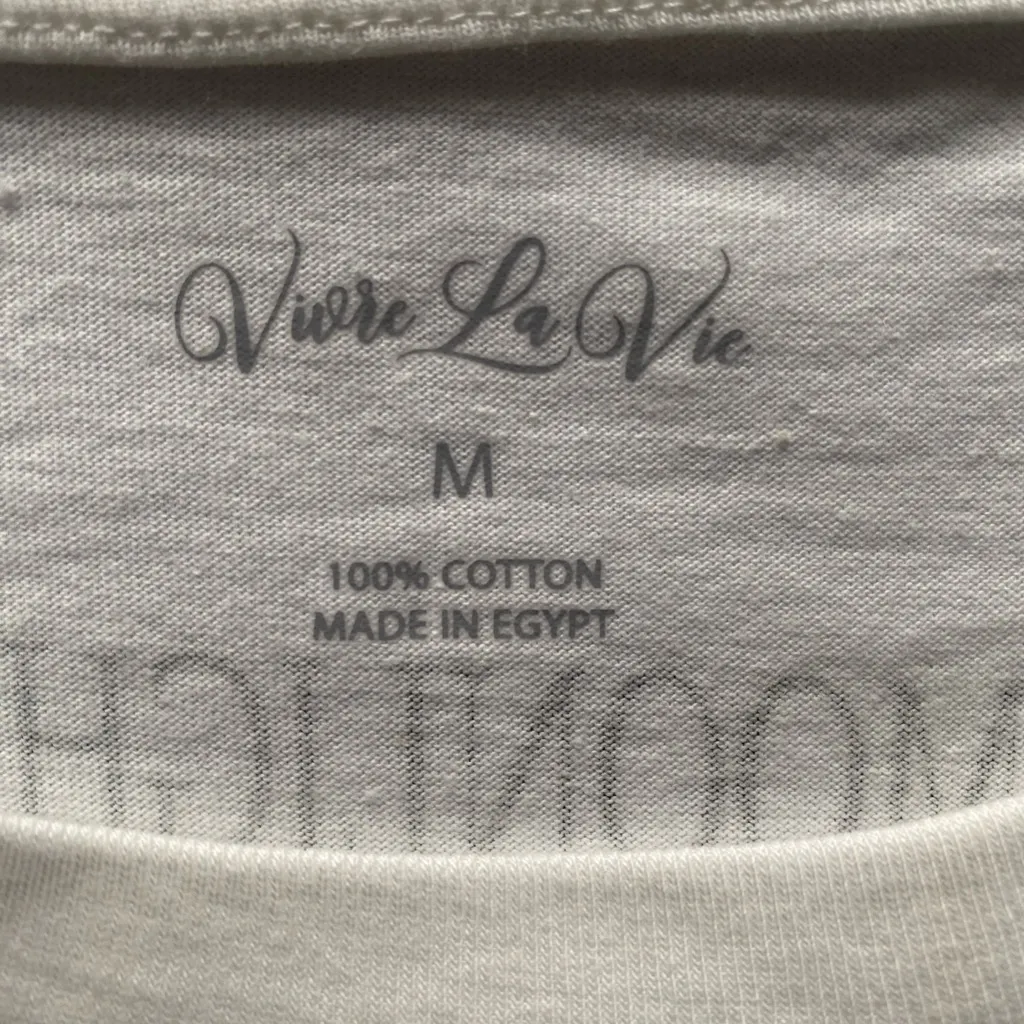 Vivre La Vie
M
100% COTTON
MADE IN EGYPT